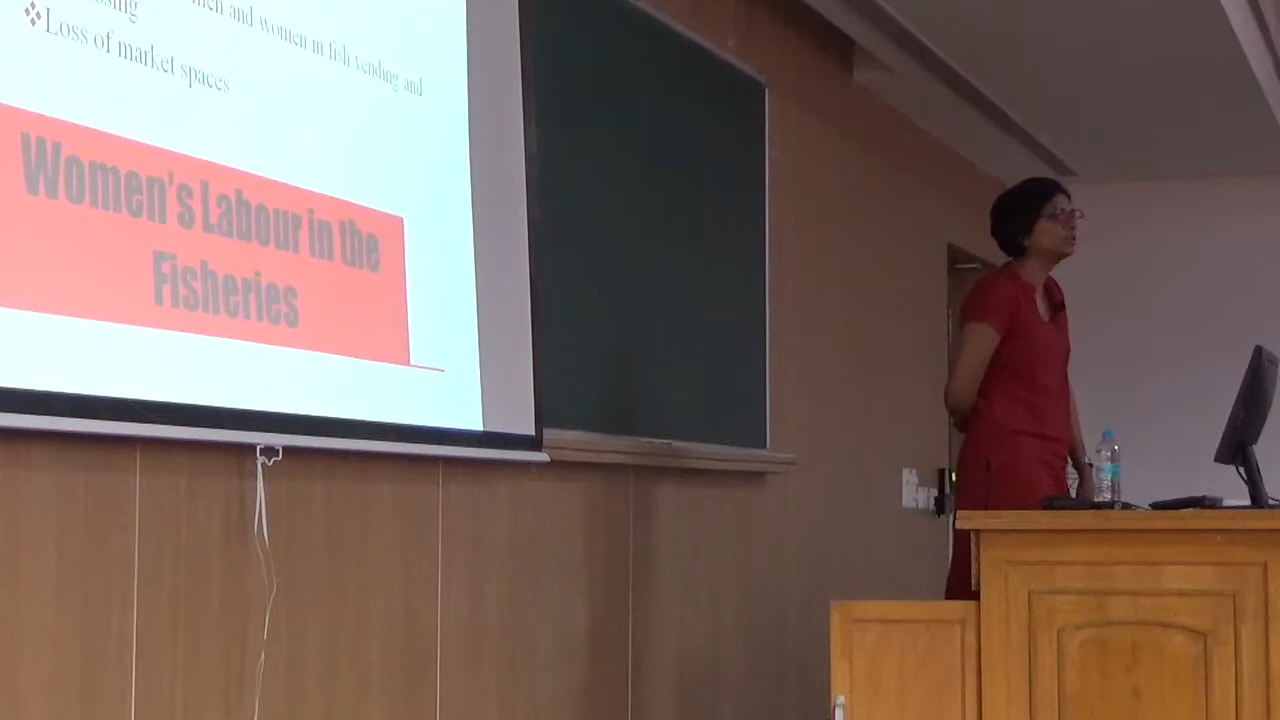 men and women in fish vending and
❖Loss of market spaces
Women's Labour in the
Fisheries